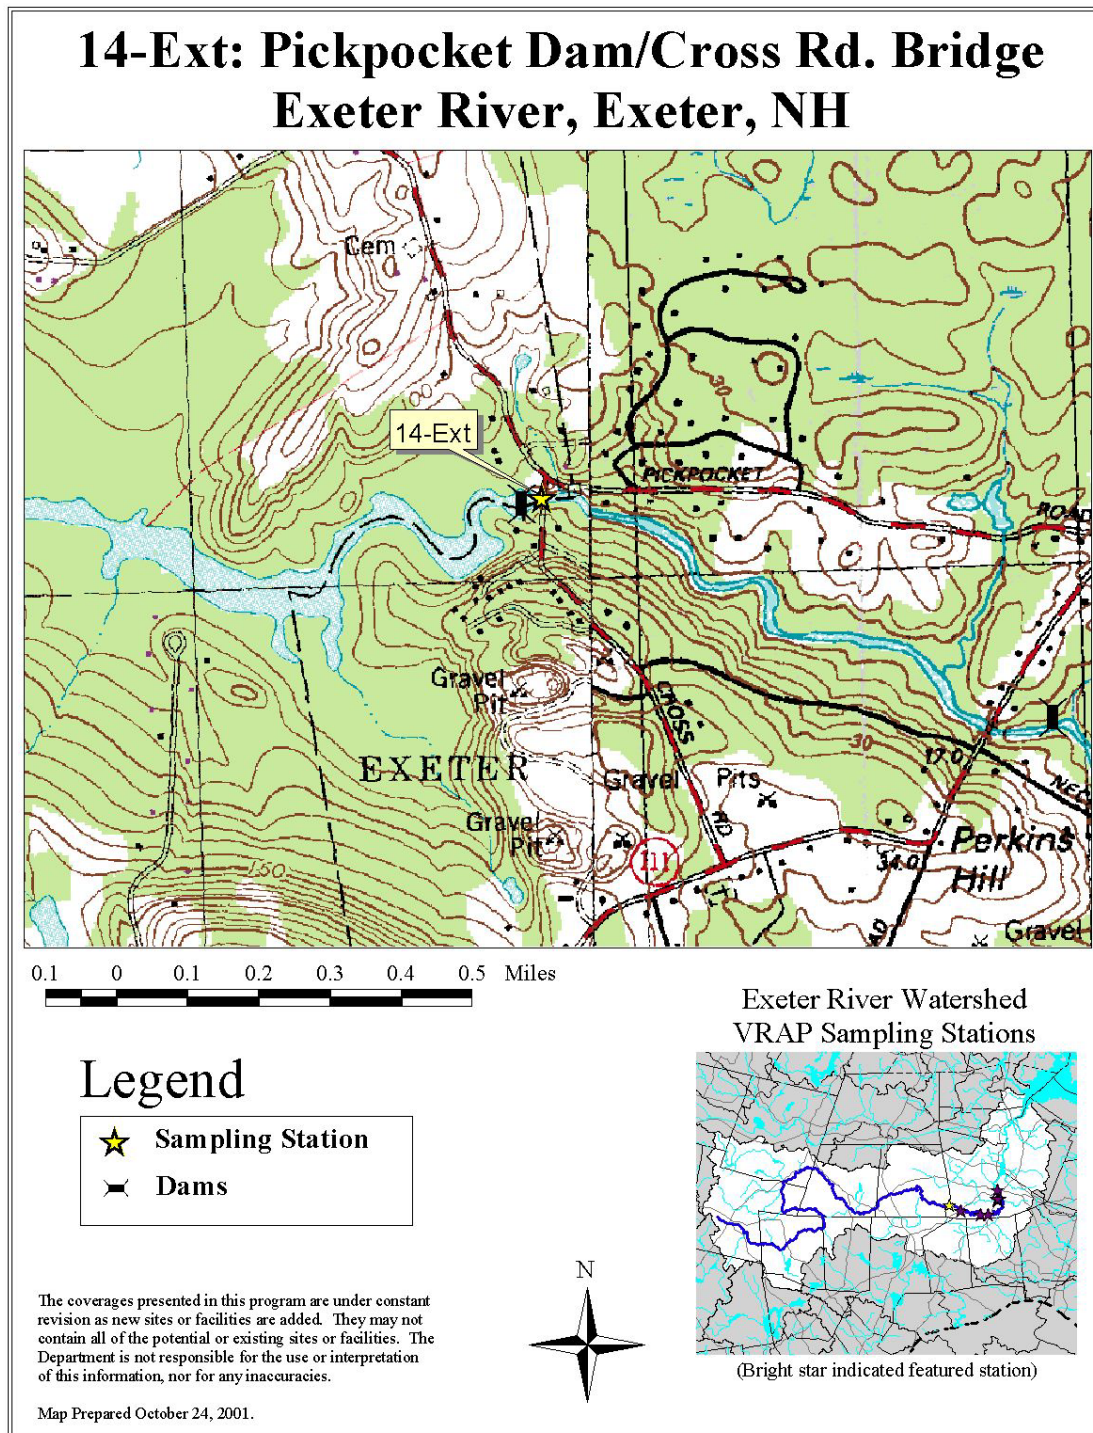 14-Ext: Pickpocket Dam/Cross Rd. Bridge
Exeter River, Exeter, NH
Cem
14-Ext
30
PICKPOCKET
ROAD
Gravel
Pit
CROSS
RD
EXETER
Gravel Pits
30
17.0
Gravel
Pit
111
34.0
Perkins
Hill
150
Gravel
0.1 0 0.1 0.2 0.3 0.4 0.5 Miles
Exeter River Watershed
VRAP Sampling Stations
Legend
Sampling Station
Dams
N
(Bright star indicated featured station)
The coverages presented in this program are under constant
revision as new sites or facilities are added. They may not
contain all of the potential or existing sites or facilities. The
Department is not responsible for the use or interpretation
of this information, nor for any inaccuracies.
Map Prepared October 24, 2001.